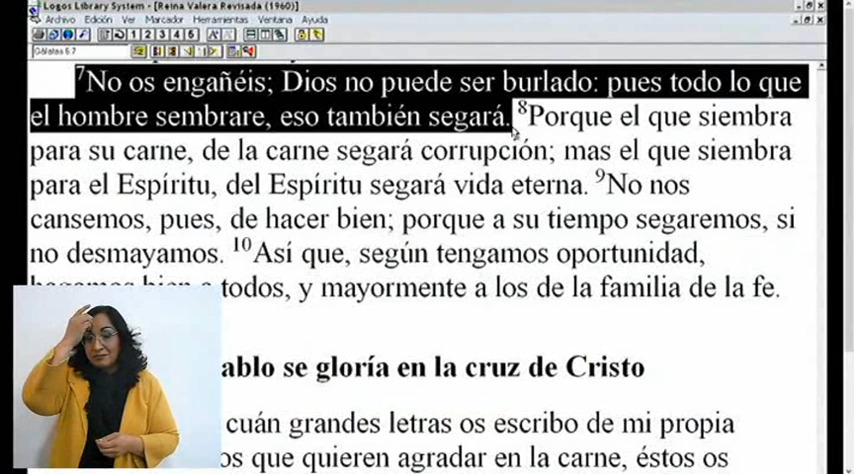 Logos Library System - [Reina Valera Revisada (1960)]
Archivo Edición Ver Marcador Herramientas Ventana Ayuda
Gálatas 6.7
7No os engañéis; Dios no puede ser burlado: pues todo lo que
el hombre sembrare, eso también segará. 8Porque el que siembra
para su carne, de la carne segará corrupción; mas el que siembra
para el Espíritu, del Espíritu segará vida eterna. 9No nos
cansemos, pues, de hacer bien; porque a su tiempo segaremos, si
no desmayamos. 10Así que, según tengamos oportunidad,
todos, y mayormente a los de la familia de la fe.
ablo se gloría en la cruz de Cristo
cuán grandes letras os escribo de mi propia
os que quieren agradar en la carne, éstos os